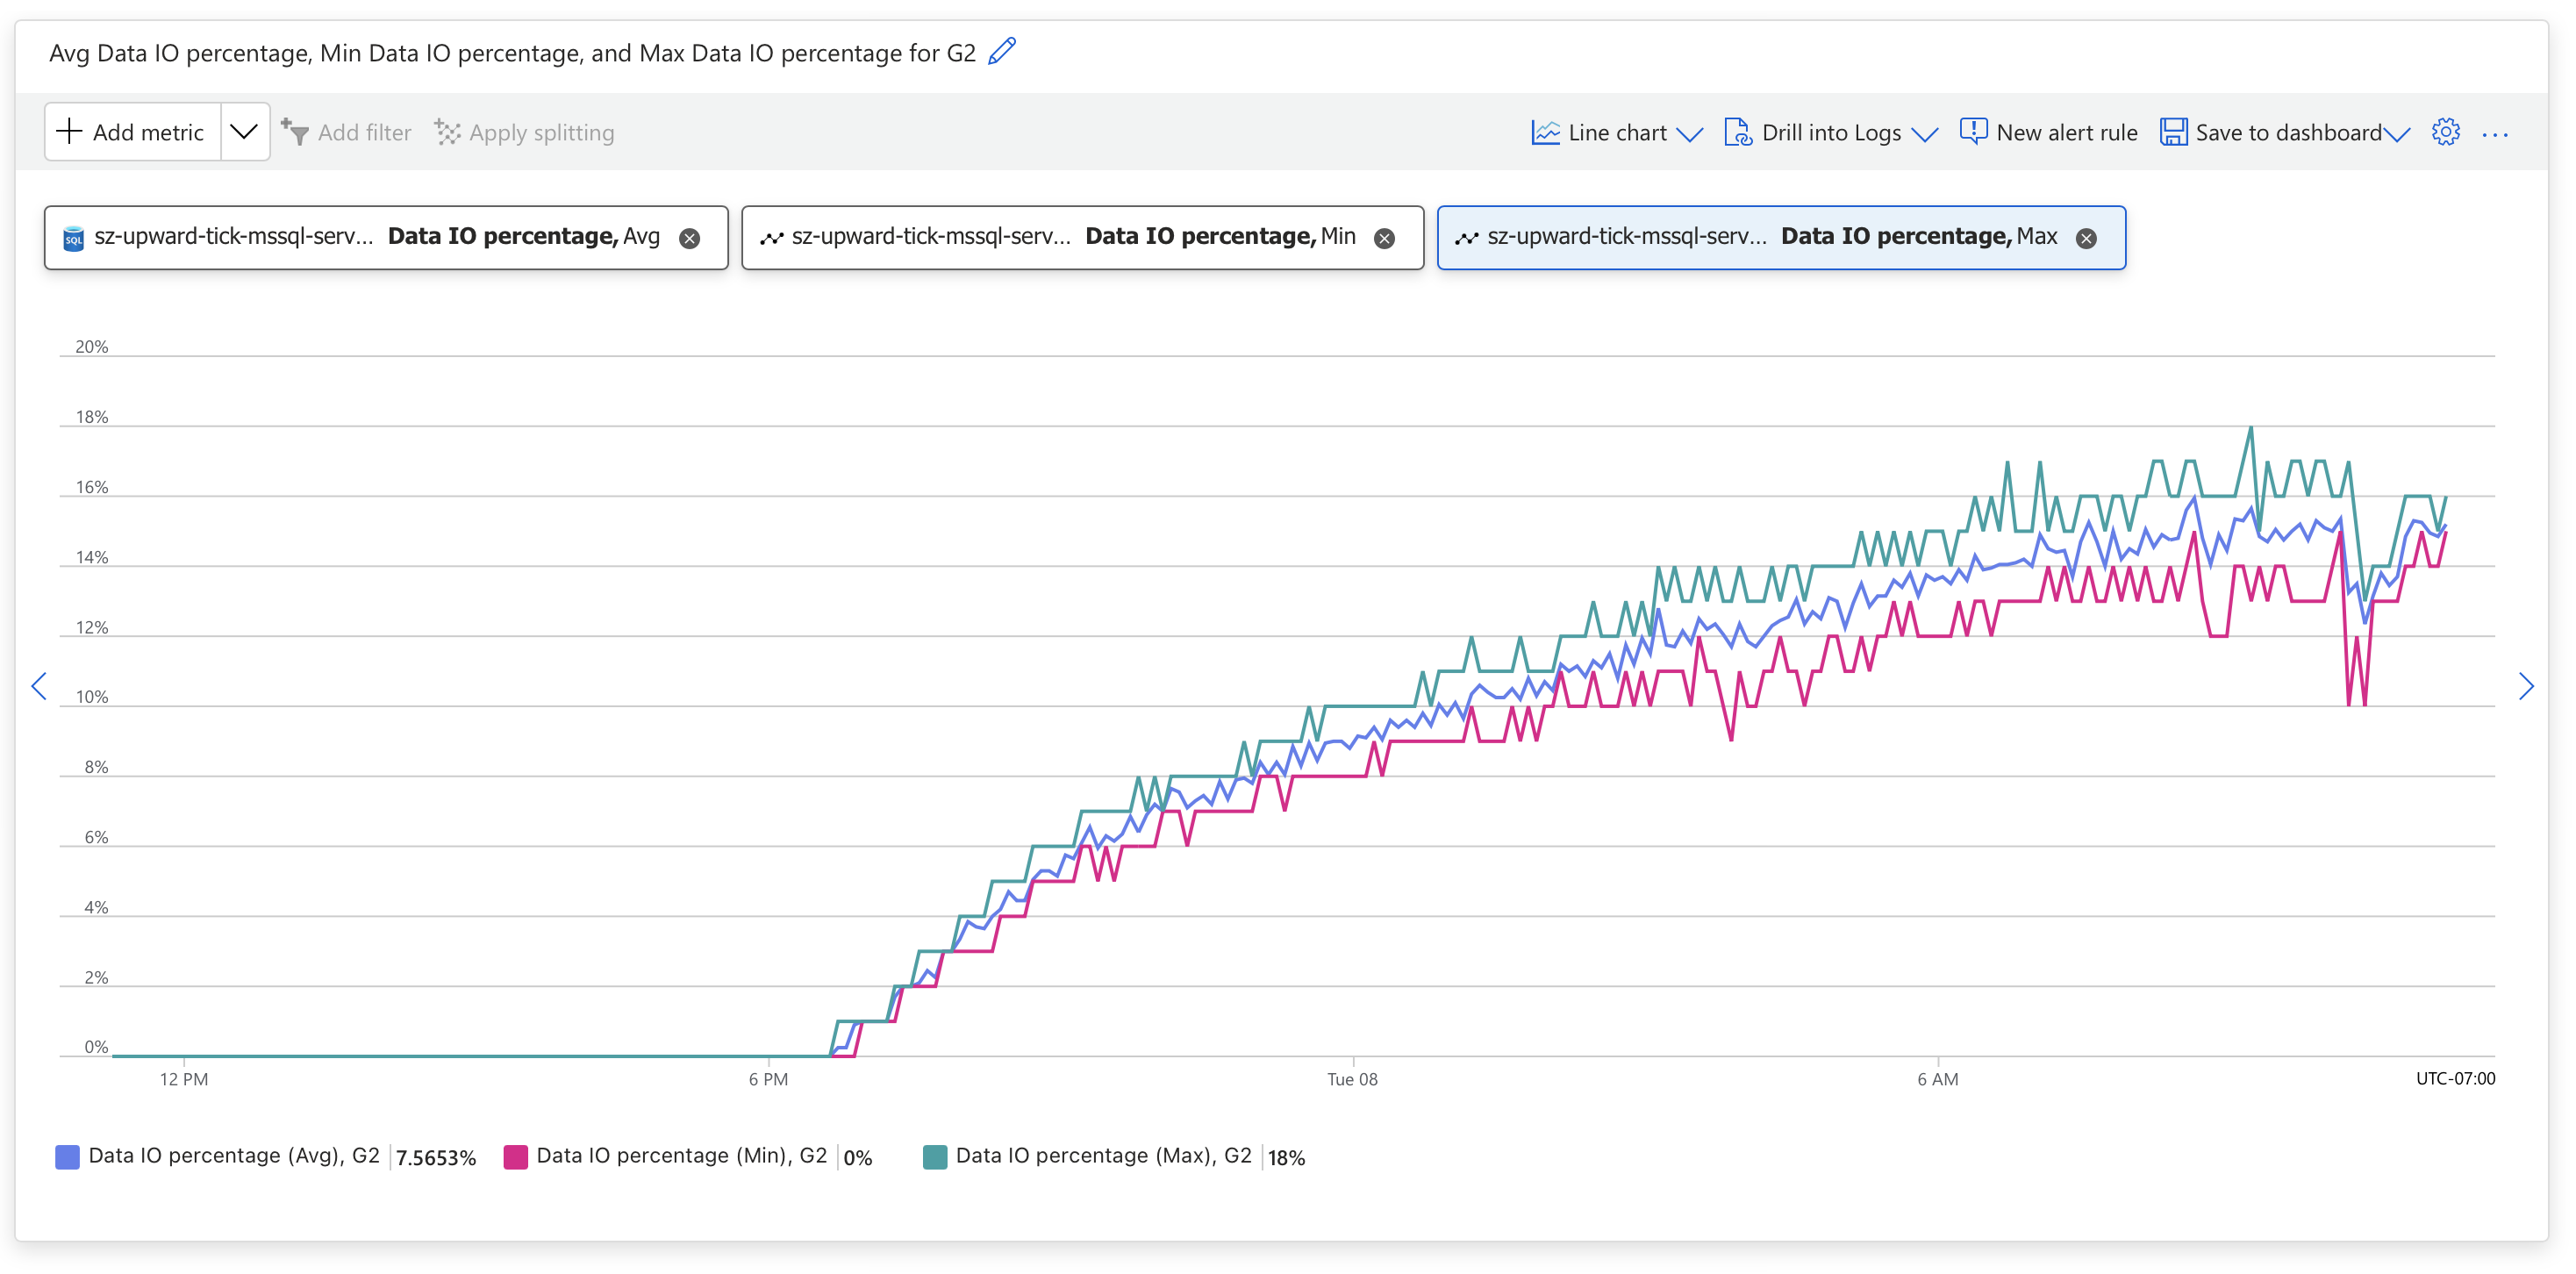 Avg Data IO percentage, Min Data IO percentage, and Max Data IO percentage for G2
Add metric
Add filter
Apply splitting
Line chart
Drill into Logs
New alert rule
Save to dashboard
...
SQL
sz-upward-tick-mssql-serv... Data IO percentage, Avg
sz-upward-tick-mssql-serv... Data IO percentage, Min
sz-upward-tick-mssql-serv... Data IO percentage, Max
20%
18%
16%
14%
12%
10%
8%
6%
4%
2%
0%
12 PM
6 PM
Tue 08
6 AM
UTC-07:00
Data IO percentage (Avg), G2 7.5653%
Data IO percentage (Min), G2 0%
Data IO percentage (Max), G2 18%